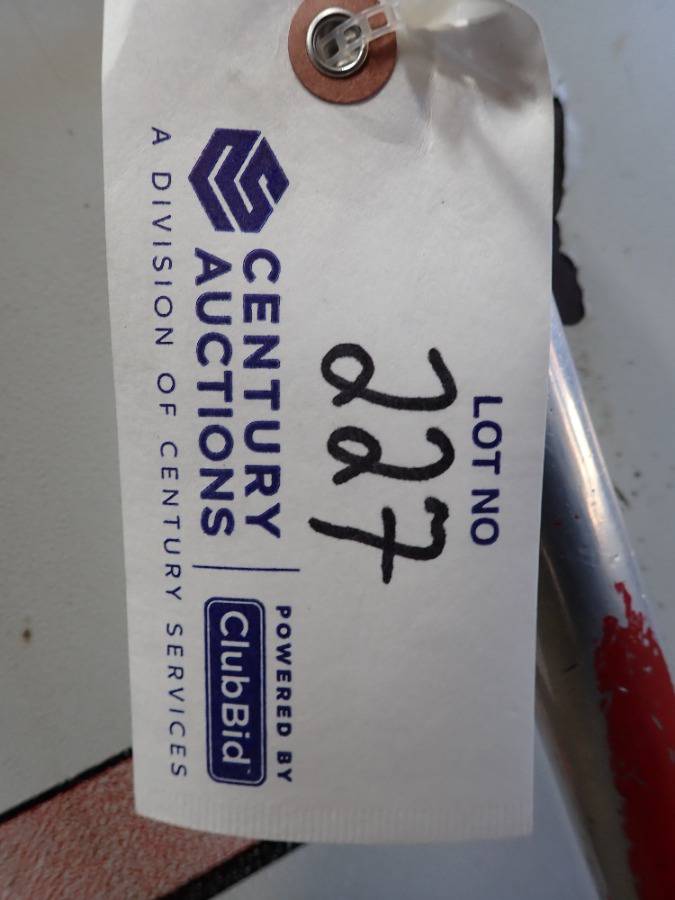 LOT NO
227
CENTURY
AUCTIONS
POWERED BY
ClubBid
A DIVISION OF CENTURY SERVICES